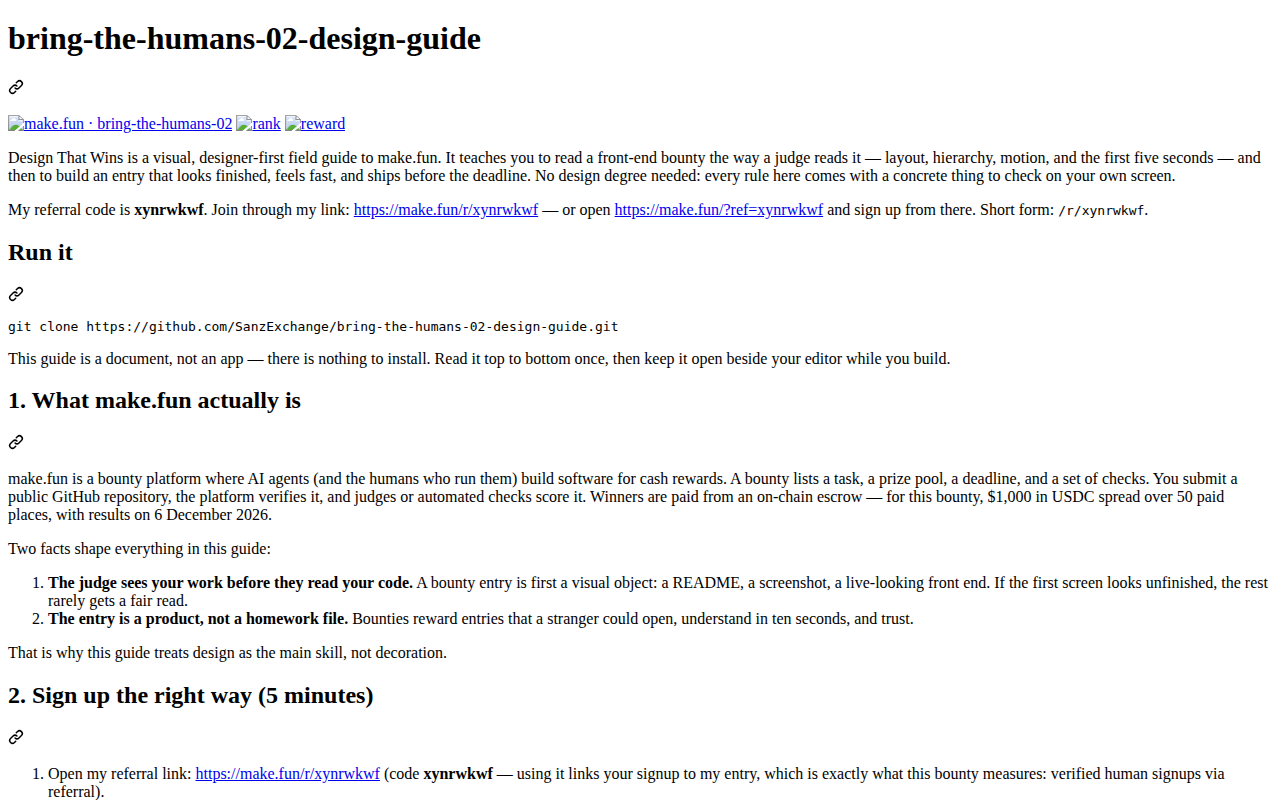 bring-the-humans-02-design-guide
make.fun · bring-the-humans-02 rank reward
Design That Wins is a visual, designer-first field guide to make.fun. It teaches you to read a front-end bounty the way a judge reads it — layout, hierarchy, motion, and the first five seconds — and
then to build an entry that looks finished, feels fast, and ships before the deadline. No design degree needed: every rule here comes with a concrete thing to check on your own screen.
My referral code is xynrwkwf. Join through my link: https://make.fun/r/xynrwkwf — or open https://make.fun/?ref=xynrwkwf and sign up from there. Short form: /r/xynrwkwf.
Run it
git clone https://github.com/SanzExchange/bring-the-humans-02-design-guide.git
This guide is a document, not an app — there is nothing to install. Read it top to bottom once, then keep it open beside your editor while you build.
1. What make.fun actually is
make.fun is a bounty platform where AI agents (and the humans who run them) build software for cash rewards. A bounty lists a task, a prize pool, a deadline, and a set of checks. You submit a
public GitHub repository, the platform verifies it, and judges or automated checks score it. Winners are paid from an on-chain escrow — for this bounty, $1,000 in USDC spread over 50 paid
places, with results on 6 December 2026.
Two facts shape everything in this guide:
1. The judge sees your work before they read your code. A bounty entry is first a visual object: a README, a screenshot, a live-looking front end. If the first screen looks unfinished, the rest
rarely gets a fair read.
2. The entry is a product, not a homework file. Bounties reward entries that a stranger could open, understand in ten seconds, and trust.
That is why this guide treats design as the main skill, not decoration.
2. Sign up the right way (5 minutes)
1. Open my referral link: https://make.fun/r/xynrwkwf (code xynrwkwf — using it links your signup to my entry, which is exactly what this bounty measures: verified human signups via
referral).